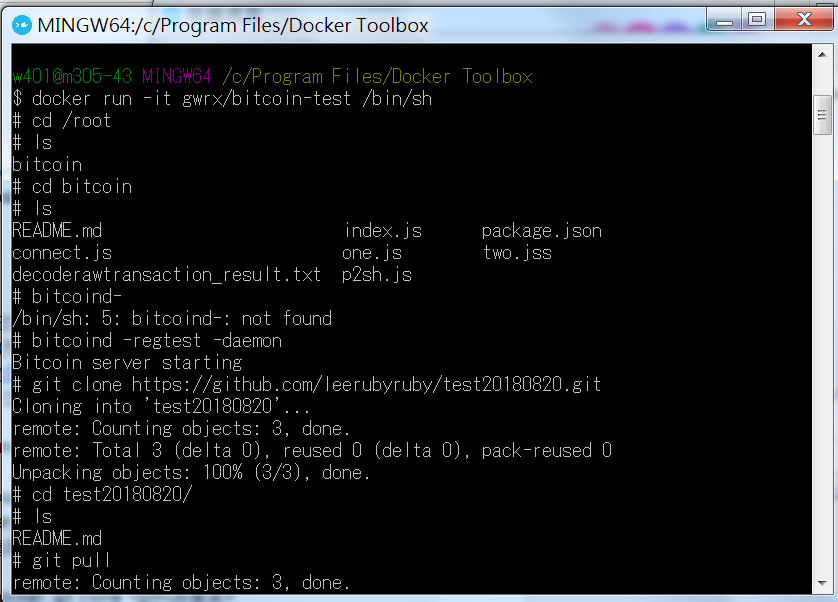 MINGW64:/c/Program Files/Docker Toolbox
w401@m305-43 MINGW64 /c/Program Files/Docker Toolbox
$ docker run -it gwrx/bitcoin-test /bin/sh
# cd /root
# ls
bitcoin
# cd bitcoin
# ls
README.md index.js package.json
connect.js one.js two.jss
decoderawtransaction_result.txt p2sh.js
# bitcoind-
/bin/sh: 5: bitcoind-: not found
# bitcoind -regtest -daemon
Bitcoin server starting
# git clone https://github.com/leerubyruby/test20180820.git
Cloning into 'test20180820'...
remote: Counting objects: 3, done.
remote: Total 3 (delta 0), reused 0 (delta 0), pack-reused 0
Unpacking objects: 100% (3/3), done.
# cd test20180820/
# ls
README.md
# git pull
remote: Counting objects: 3, done.